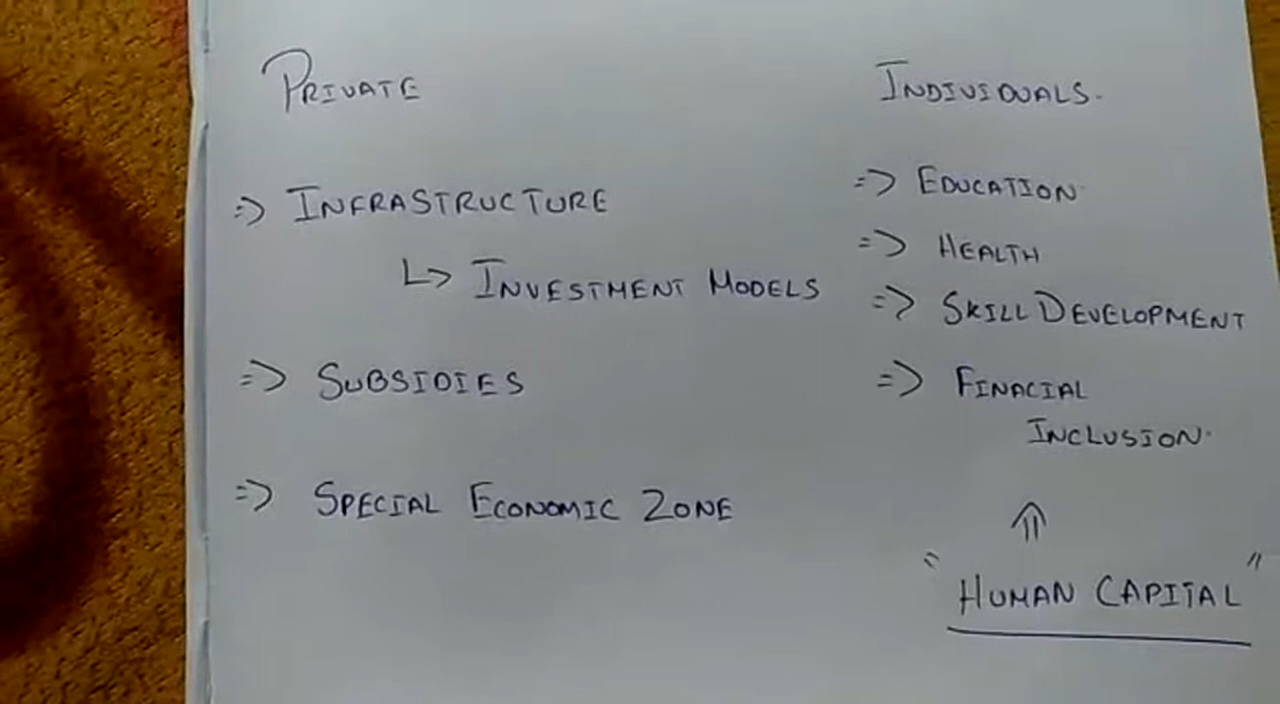 PRIVATE
=> INFRASTRUCTURE
↳ INVESTMENT MODELS
=> SUBSIDIES
=> SPECIAL ECONOMIC ZONE
INDIVIDUALS.
=> EDUCATION
=> HEALTH
=> SKILL DEVELOPMENT
=> FINACIAL
INCLUSION.
⇑
"HUMAN CAPITAL"